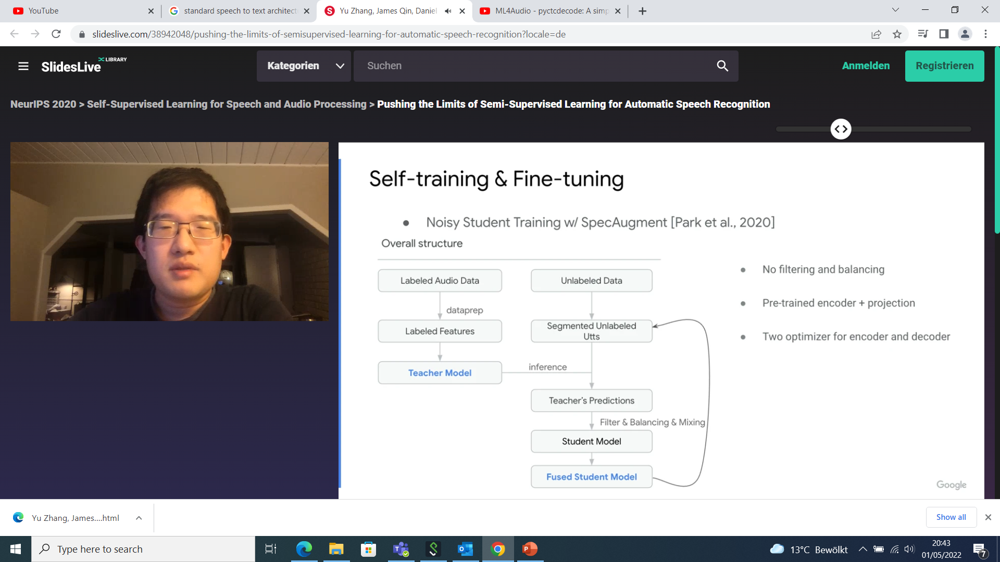 YouTube
standard speech to text architect
Yu Zhang, James Qin, Daniel
ML4Audio - pyctcdecode: A simp
slideslive.com/38942048/pushing-the-limits-of-semisupervised-learning-for-automatic-speech-recognition?locale=de
SlidesLive LIBRARY
Kategorien
Suchen
Anmelden
Registrieren
NeurIPS 2020 > Self-Supervised Learning for Speech and Audio Processing > Pushing the Limits of Semi-Supervised Learning for Automatic Speech Recognition
Self-training & Fine-tuning
● Noisy Student Training w/ SpecAugment [Park et al., 2020]
Overall structure
Labeled Audio Data
Unlabeled Data
dataprep
Labeled Features
Segmented Unlabeled
Utts
Teacher Model
inference
Teacher's Predictions
Filter & Balancing & Mixing
Student Model
Fused Student Model
● No filtering and balancing
● Pre-trained encoder + projection
● Two optimizer for encoder and decoder
Google
Yu Zhang, James....html
Show all
Type here to search
13°C Bewölkt
20:43
01/05/2022
7